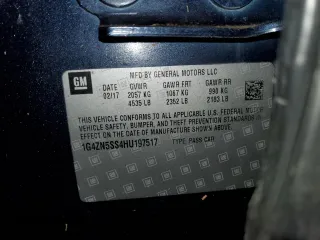 GM
MFD BY GENERAL MOTORS LLC
DATE GVWR GAWR FRT GAWR RR
02/17 2057 KG 1067 KG 990 KG
4535 LB 2352 LB 2183 LB
THIS VEHICLE CONFORMS TO ALL APPLICABLE U.S. FEDERAL MOTOR
VEHICLE SAFETY, BUMPER, AND THEFT PREVENTION STANDARDS IN
EFFECT ON THE DATE OF MANUFACTURE SHOWN ABOVE.
1G4ZN5SS4HU197517 TYPE: PASS CAR